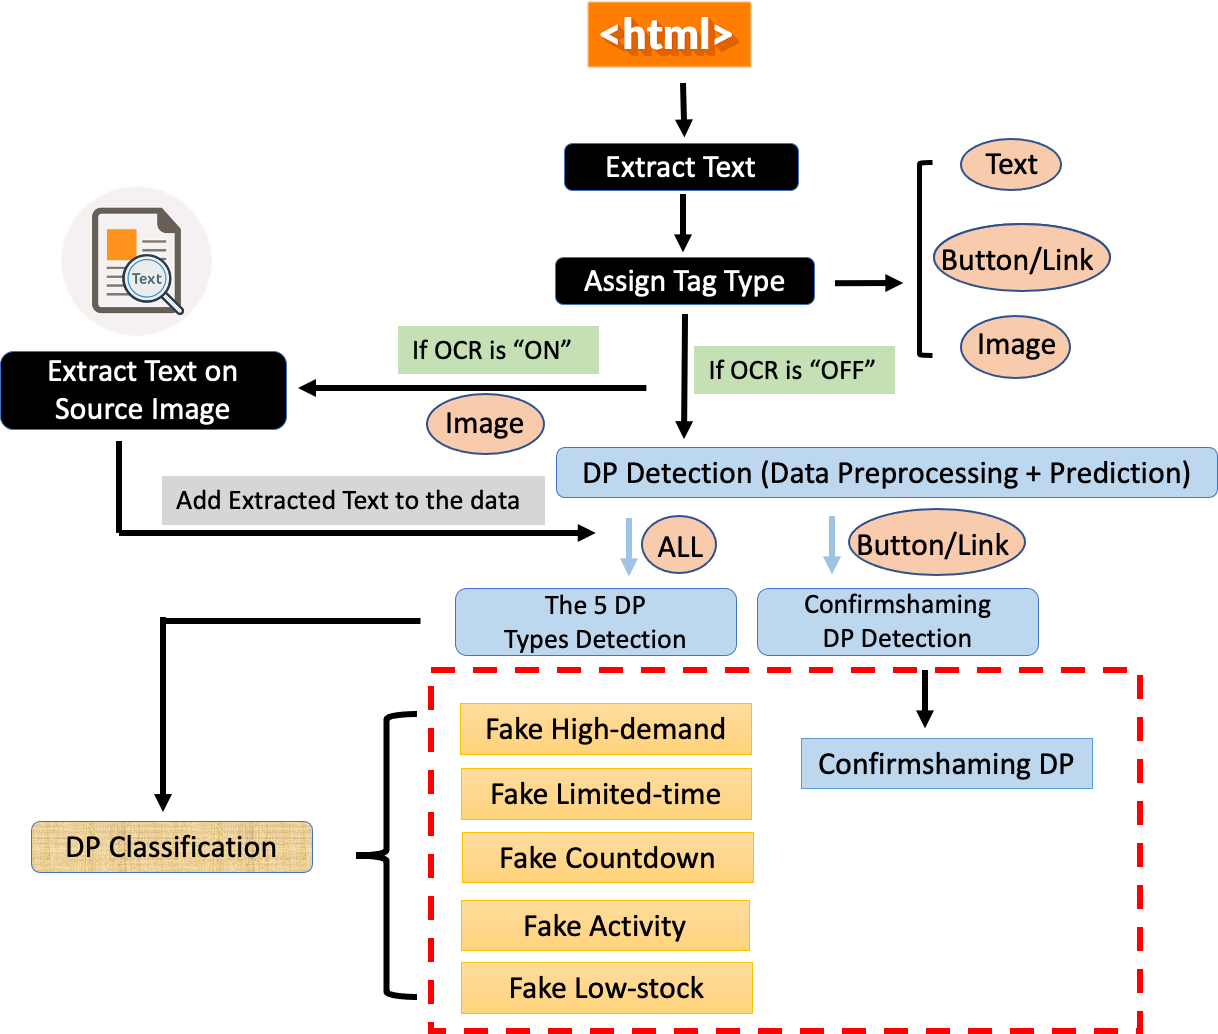 <html>
Extract Text
Text
Assign Tag Type
Button/Link
Image
Text
If OCR is “ON”
If OCR is “OFF”
Extract Text on
Source Image
Image
DP Detection (Data Preprocessing + Prediction)
Add Extracted Text to the data
ALL
Button/Link
The 5 DP
Types Detection
Confirmshaming
DP Detection
Fake High-demand
Confirmshaming DP
Fake Limited-time
DP Classification
Fake Countdown
Fake Activity
Fake Low-stock